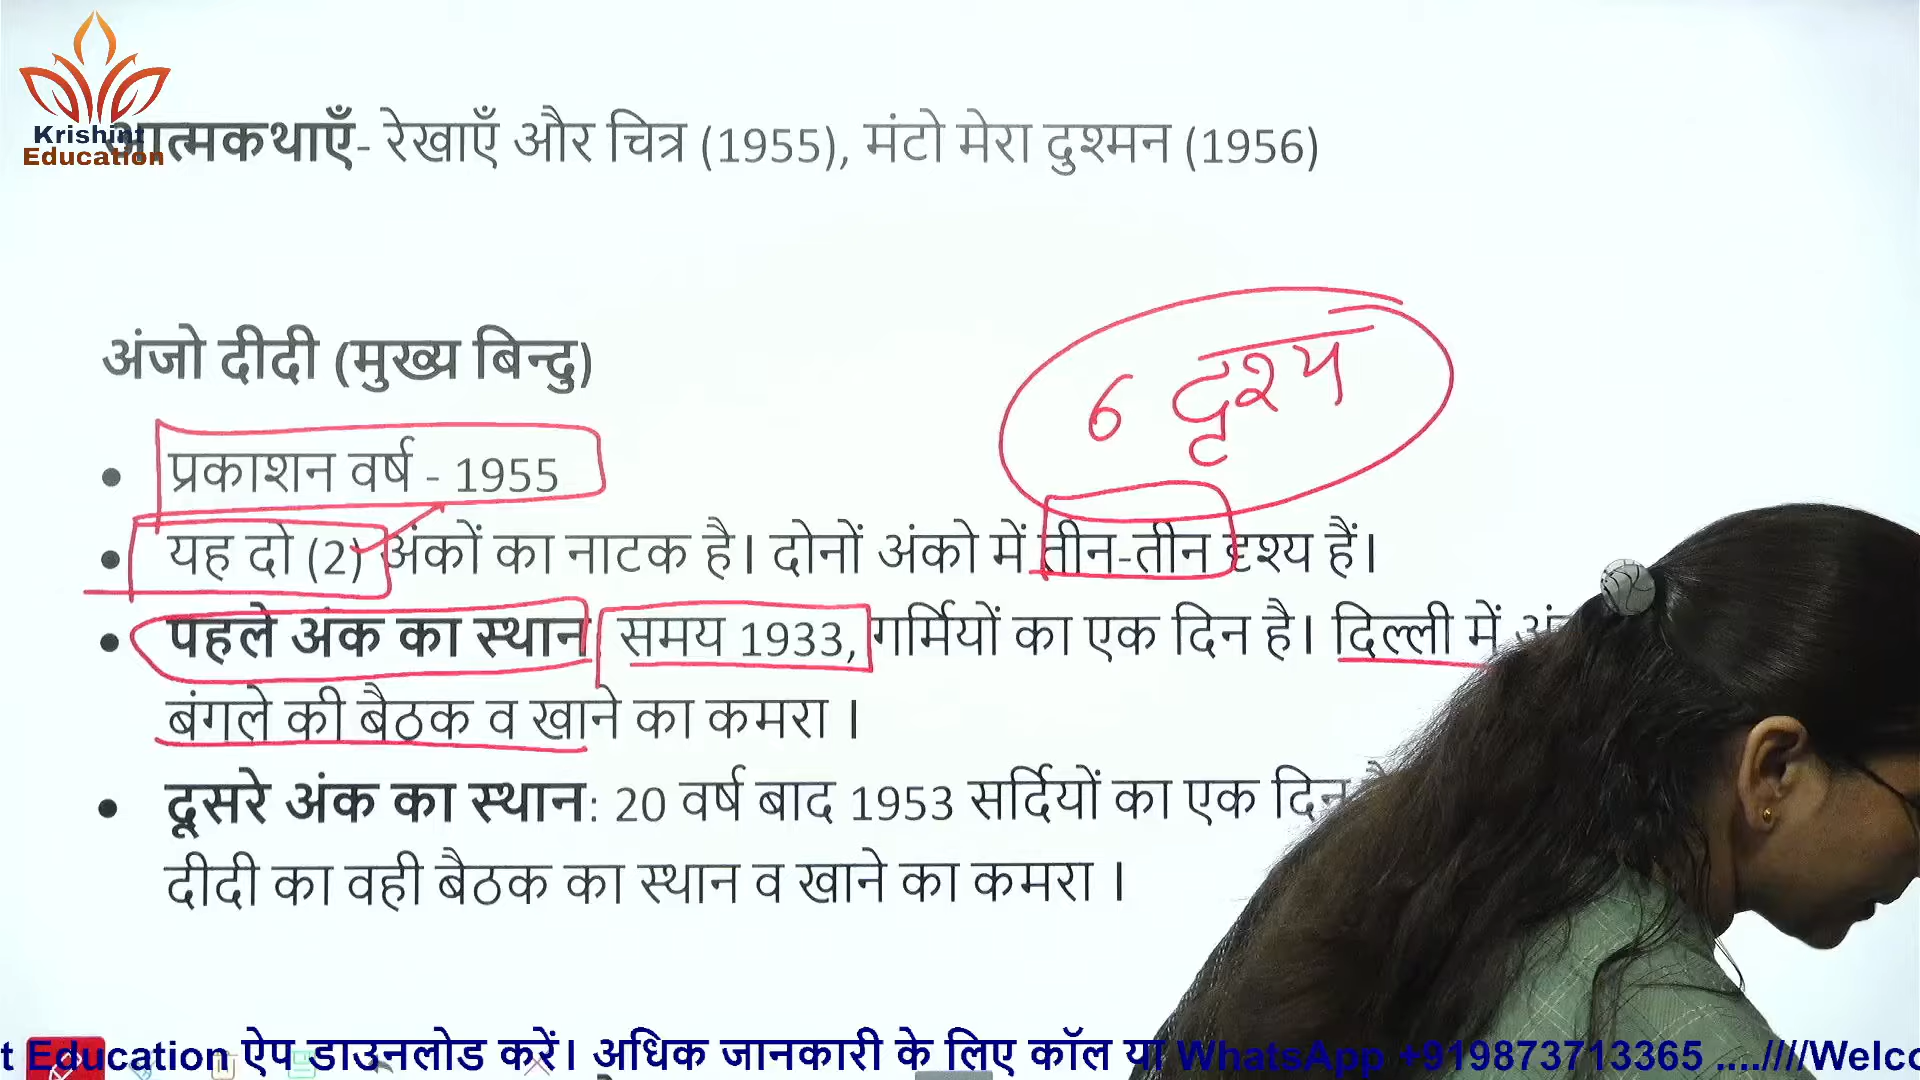 Krishint
Education
आत्मकथाएँ- रेखाएँ और चित्र (1955), मंटो मेरा दुश्मन (1956)
अंजो दीदी (मुख्य बिन्दु)
6 दृश्य
• प्रकाशन वर्ष - 1955
• यह दो (2) अंकों का नाटक है। दोनों अंको में तीन-तीन दृश्य हैं।
• पहले अंक का स्थान समय 1933, गर्मियों का एक दिन है। दिल्ली में
बंगले की बैठक व खाने का कमरा ।
• दूसरे अंक का स्थान: 20 वर्ष बाद 1953 सर्दियों का एक दिन
दीदी का वही बैठक का स्थान व खाने का कमरा ।
t Education ऐप डाउनलोड करें। अधिक जानकारी के लिए कॉल या WhatsApp +919873713365 ....////Welco